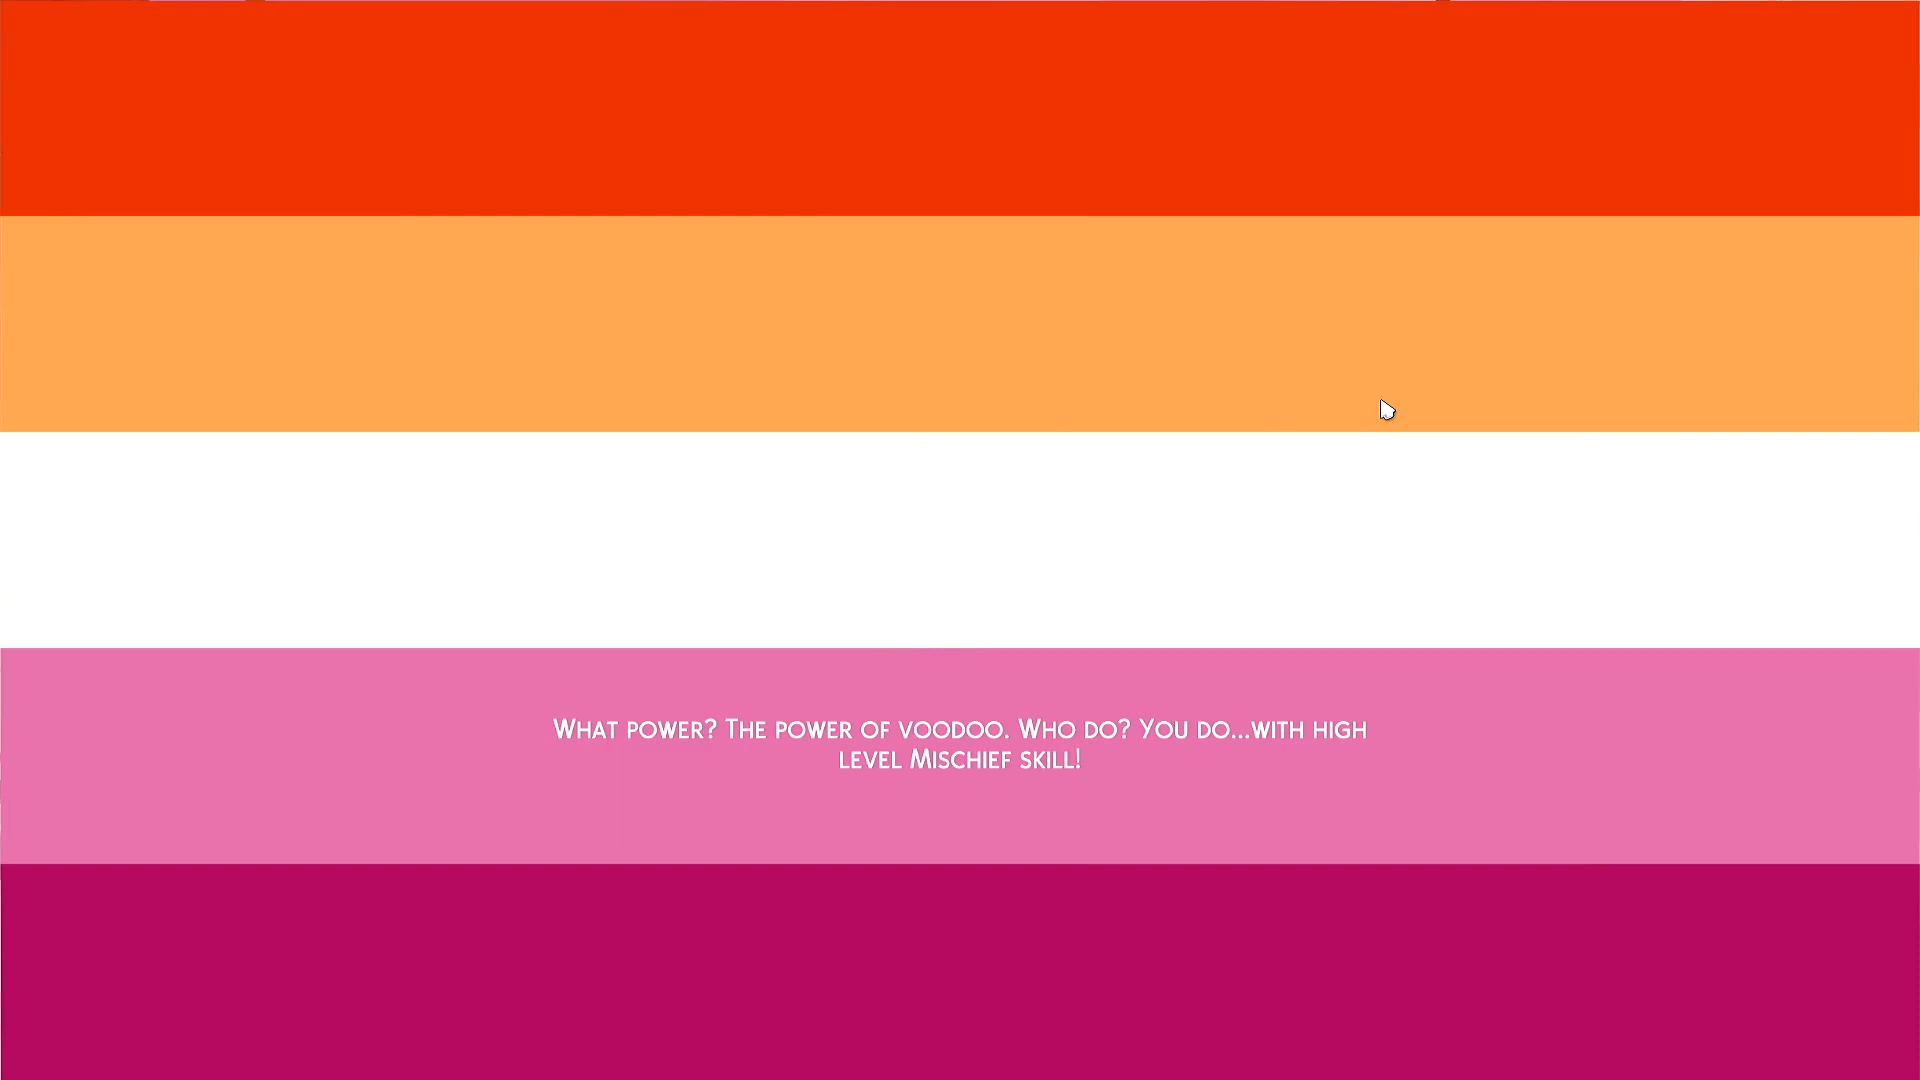 What power? The power of voodoo. Who do? You do...with high
level Mischief skill!